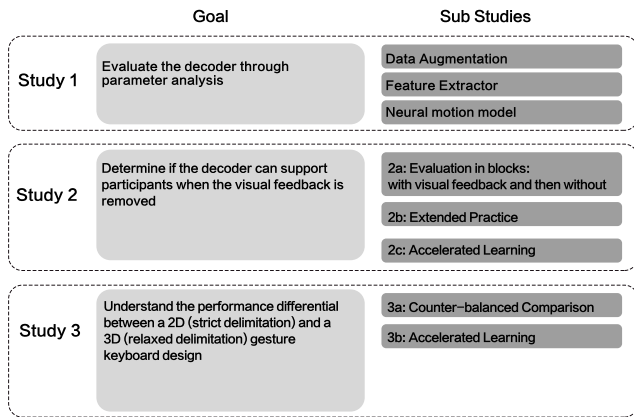 Goal
Sub Studies
Study 1
Evaluate the decoder through
parameter analysis
Data Augmentation
Feature Extractor
Neural motion model
Study 2
Determine if the decoder can support
participants when the visual feedback is
removed
2a: Evaluation in blocks:
with visual feedback and then without
2b: Extended Practice
2c: Accelerated Learning
Study 3
Understand the performance differential
between a 2D (strict delimitation) and a
3D (relaxed delimitation) gesture
keyboard design
3a: Counter-balanced Comparison
3b: Accelerated Learning